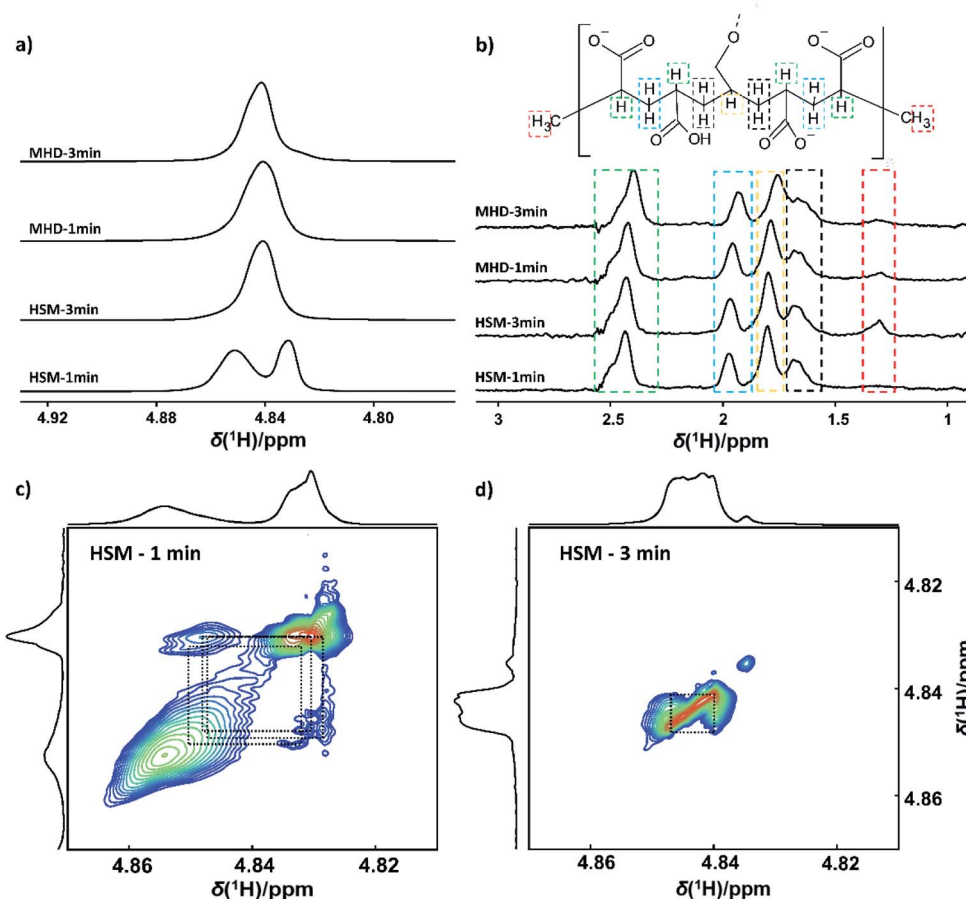 a)
MHD-3min
MHD-1min
HSM-3min
HSM-1min
4.92 4.88 4.84 4.80
δ(¹H)/ppm
b)
O⁻ O O O⁻ O
H H H H H H
H H H H H
H₃C H H H H CH₃
O OH O O⁻
MHD-3min
MHD-1min
HSM-3min
HSM-1min
3 2.5 2 1.5 1
δ(¹H)/ppm
c)
HSM - 1 min
4.86 4.84 4.82
δ(¹H)/ppm
d)
HSM - 3 min
4.82
4.84
4.86
δ(¹H)/ppm
4.86 4.84 4.82
δ(¹H)/ppm